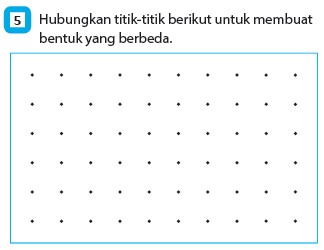 5 Hubungkan titik-titik berikut untuk membuat
bentuk yang berbeda.